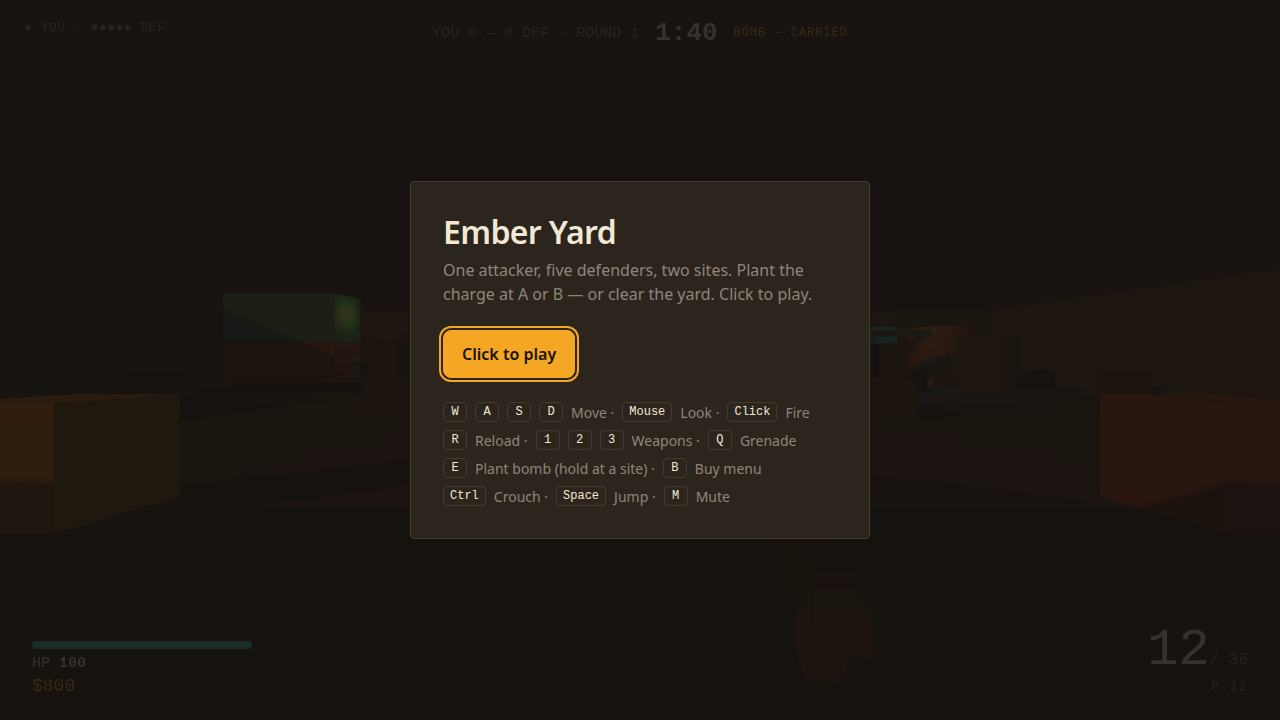 ● YOU · ●●●●● DEF
YOU 0 — 0 DEF · ROUND 1 1:40 BOMB — CARRIED
Ember Yard
One attacker, five defenders, two sites. Plant the
charge at A or B — or clear the yard. Click to play.
Click to play
W A S D Move · Mouse Look · Click Fire
R Reload · 1 2 3 Weapons · Q Grenade
E Plant bomb (hold at a site) · B Buy menu
Ctrl Crouch · Space Jump · M Mute
HP 100
$800
12 / 36
P-12